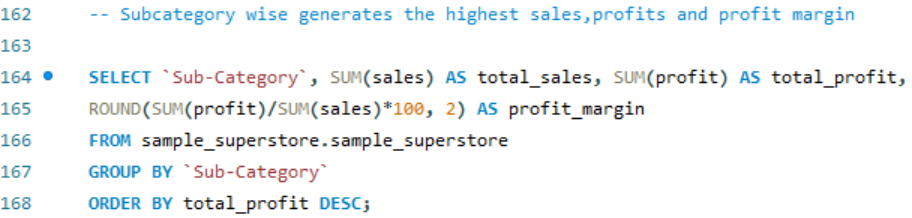 162 -- Subcategory wise generates the highest sales,profits and profit margin
163
164 SELECT `Sub-Category`, SUM(sales) AS total_sales, SUM(profit) AS total_profit,
165 ROUND(SUM(profit)/SUM(sales)*100, 2) AS profit_margin
166 FROM sample_superstore.sample_superstore
167 GROUP BY `Sub-Category`
168 ORDER BY total_profit DESC;